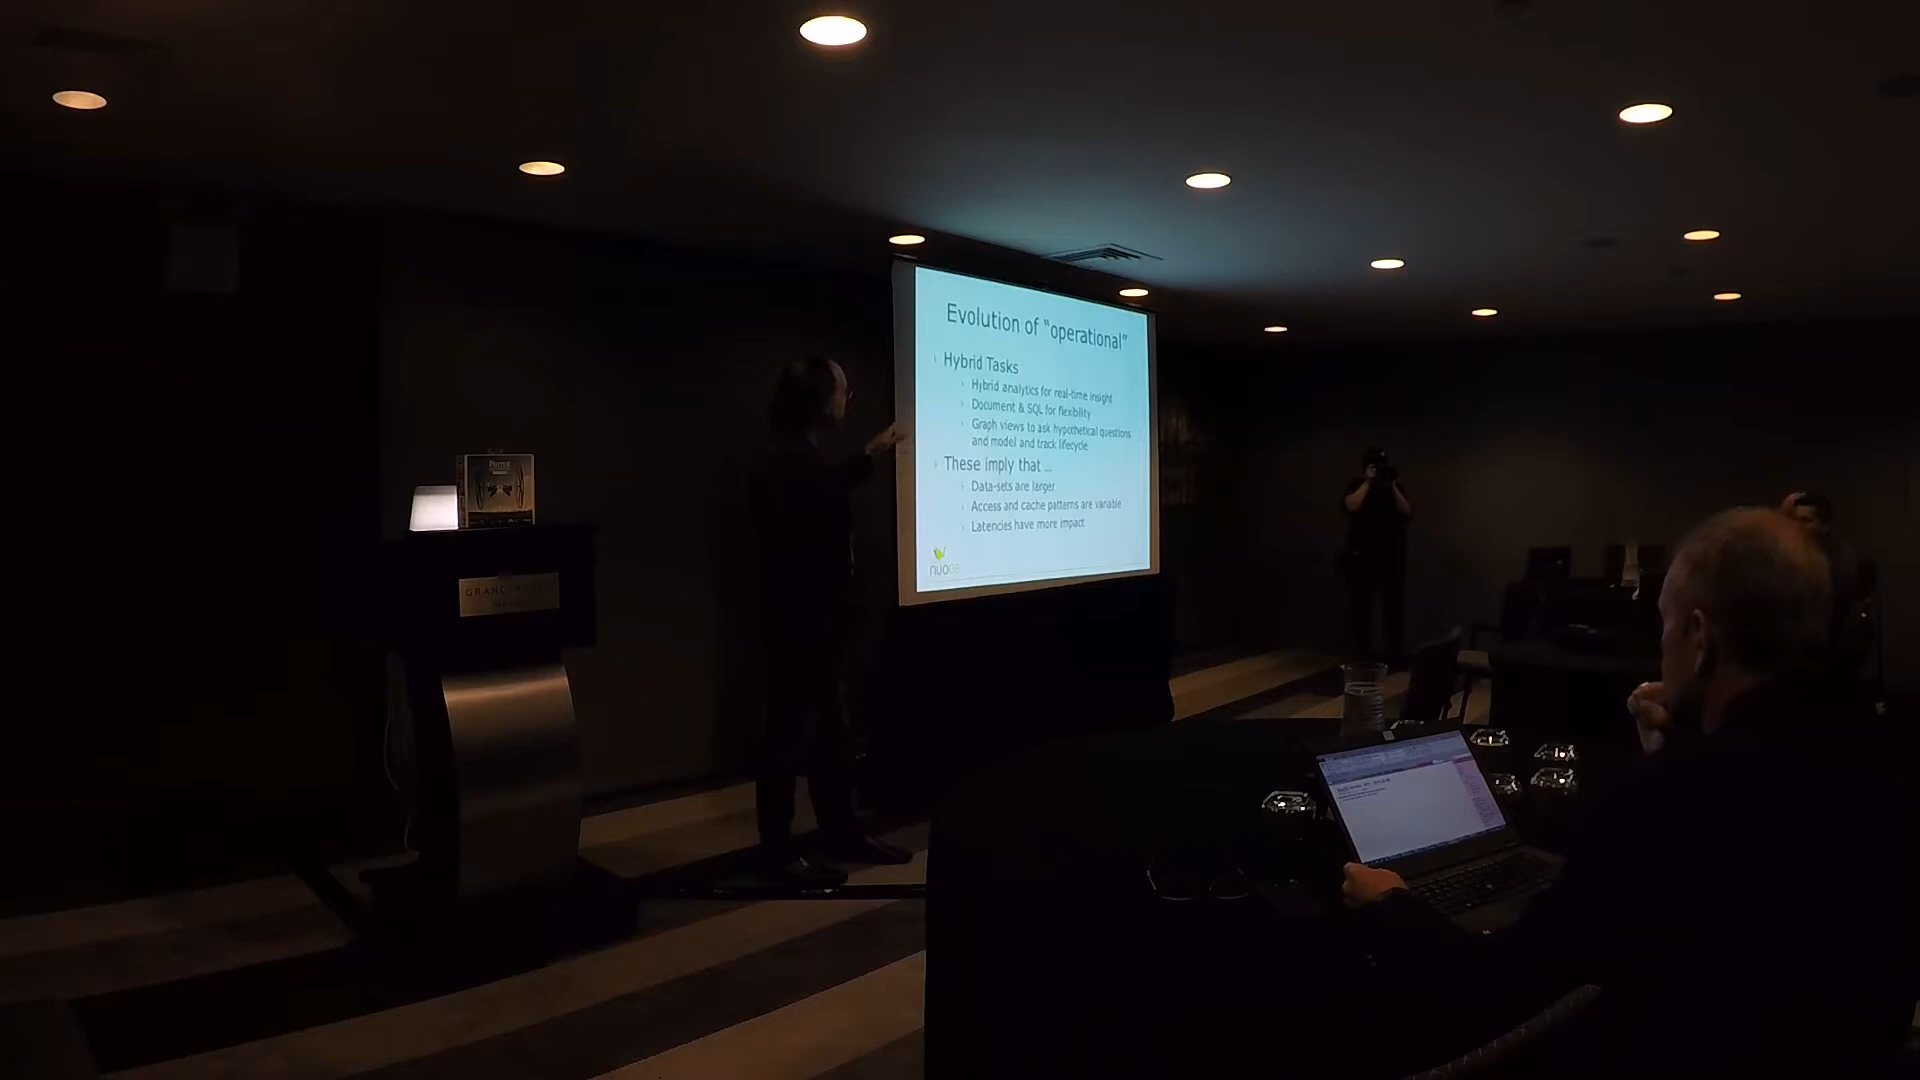 Evolution of "operational"
Hybrid Tasks
Hybrid analytics for real-time insight
Document & SQL for flexibility
Graph views to ask hypothetical questions
and model and track lifecycle
These imply that ...
Data-sets are larger
Access and cache patterns are variable
Latencies have more impact
nuoDB
GRAND